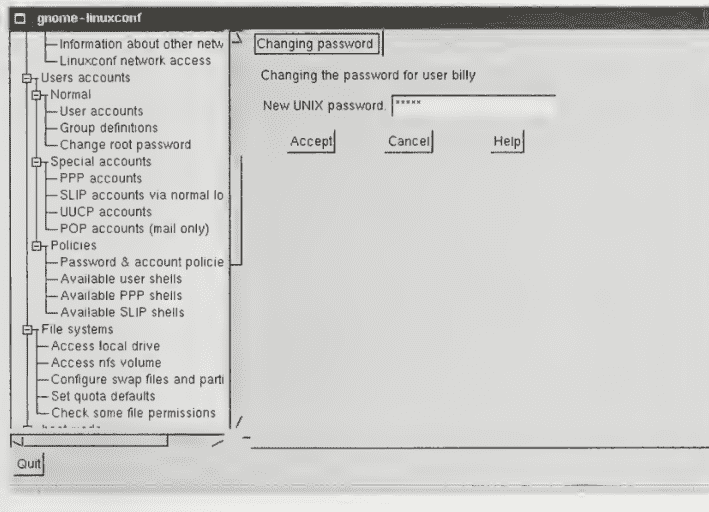 gnome-linuxconf
Information about other netw
Linuxconf network access
Users accounts
Normal
User accounts
Group definitions
Change root password
Special accounts
PPP accounts
SLIP accounts via normal lo
UUCP accounts
POP accounts (mail only)
Policies
Password & account policie
Available user shells
Available PPP shells
Available SLIP shells
File systems
Access local drive
Access nfs volume
Configure swap files and parti
Set quota defaults
Check some file permissions
Quit
Changing password
Changing the password for user billy
New UNIX password. *****
Accept Cancel Help